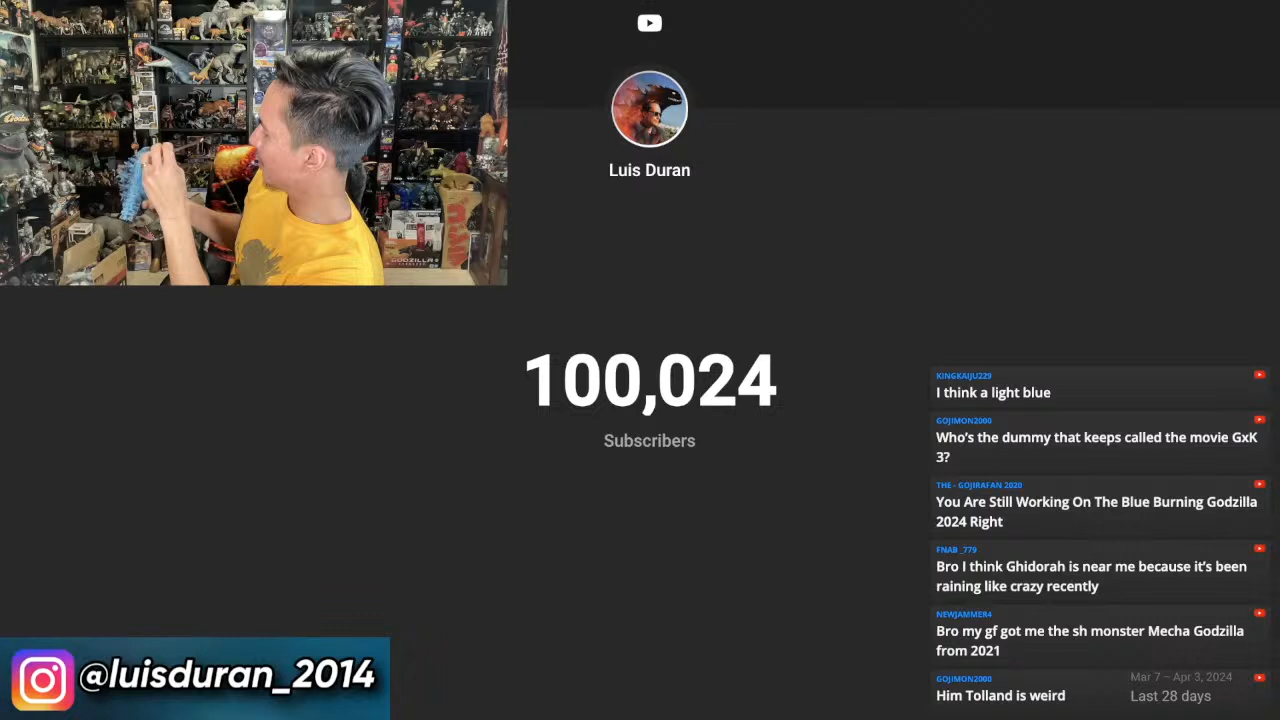 Luis Duran
100,024
Subscribers
KINGKAIJU229
I think a light blue
GOJIMON2000
Who's the dummy that keeps called the movie GxK
3?
THE - GOJIRAFAN 2020
You Are Still Working On The Blue Burning Godzilla
2024 Right
FNAB _779
Bro I think Ghidorah is near me because it's been
raining like crazy recently
NEWJAMMER4
Bro my gf got me the sh monster Mecha Godzilla
from 2021
GOJIMON2000
Him Tolland is weird
Mar 7 – Apr 3, 2024
Last 28 days
@luisduran_2014
GODZILLA